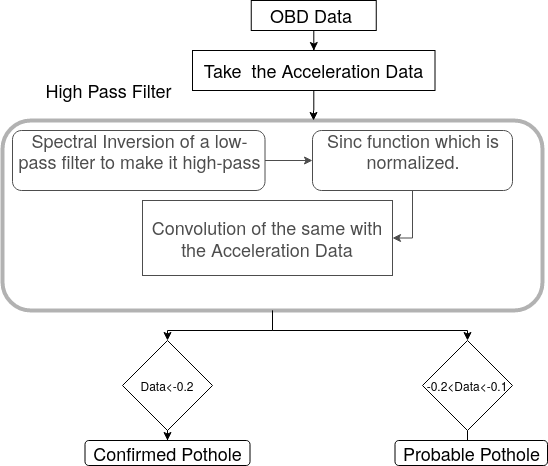 OBD Data
Take the Acceleration Data
High Pass Filter
Spectral Inversion of a low-
pass filter to make it high-pass
Sinc function which is
normalized.
Convolution of the same with
the Acceleration Data
Data<-0.2
-0.2<Data<-0.1
Confirmed Pothole
Probable Pothole